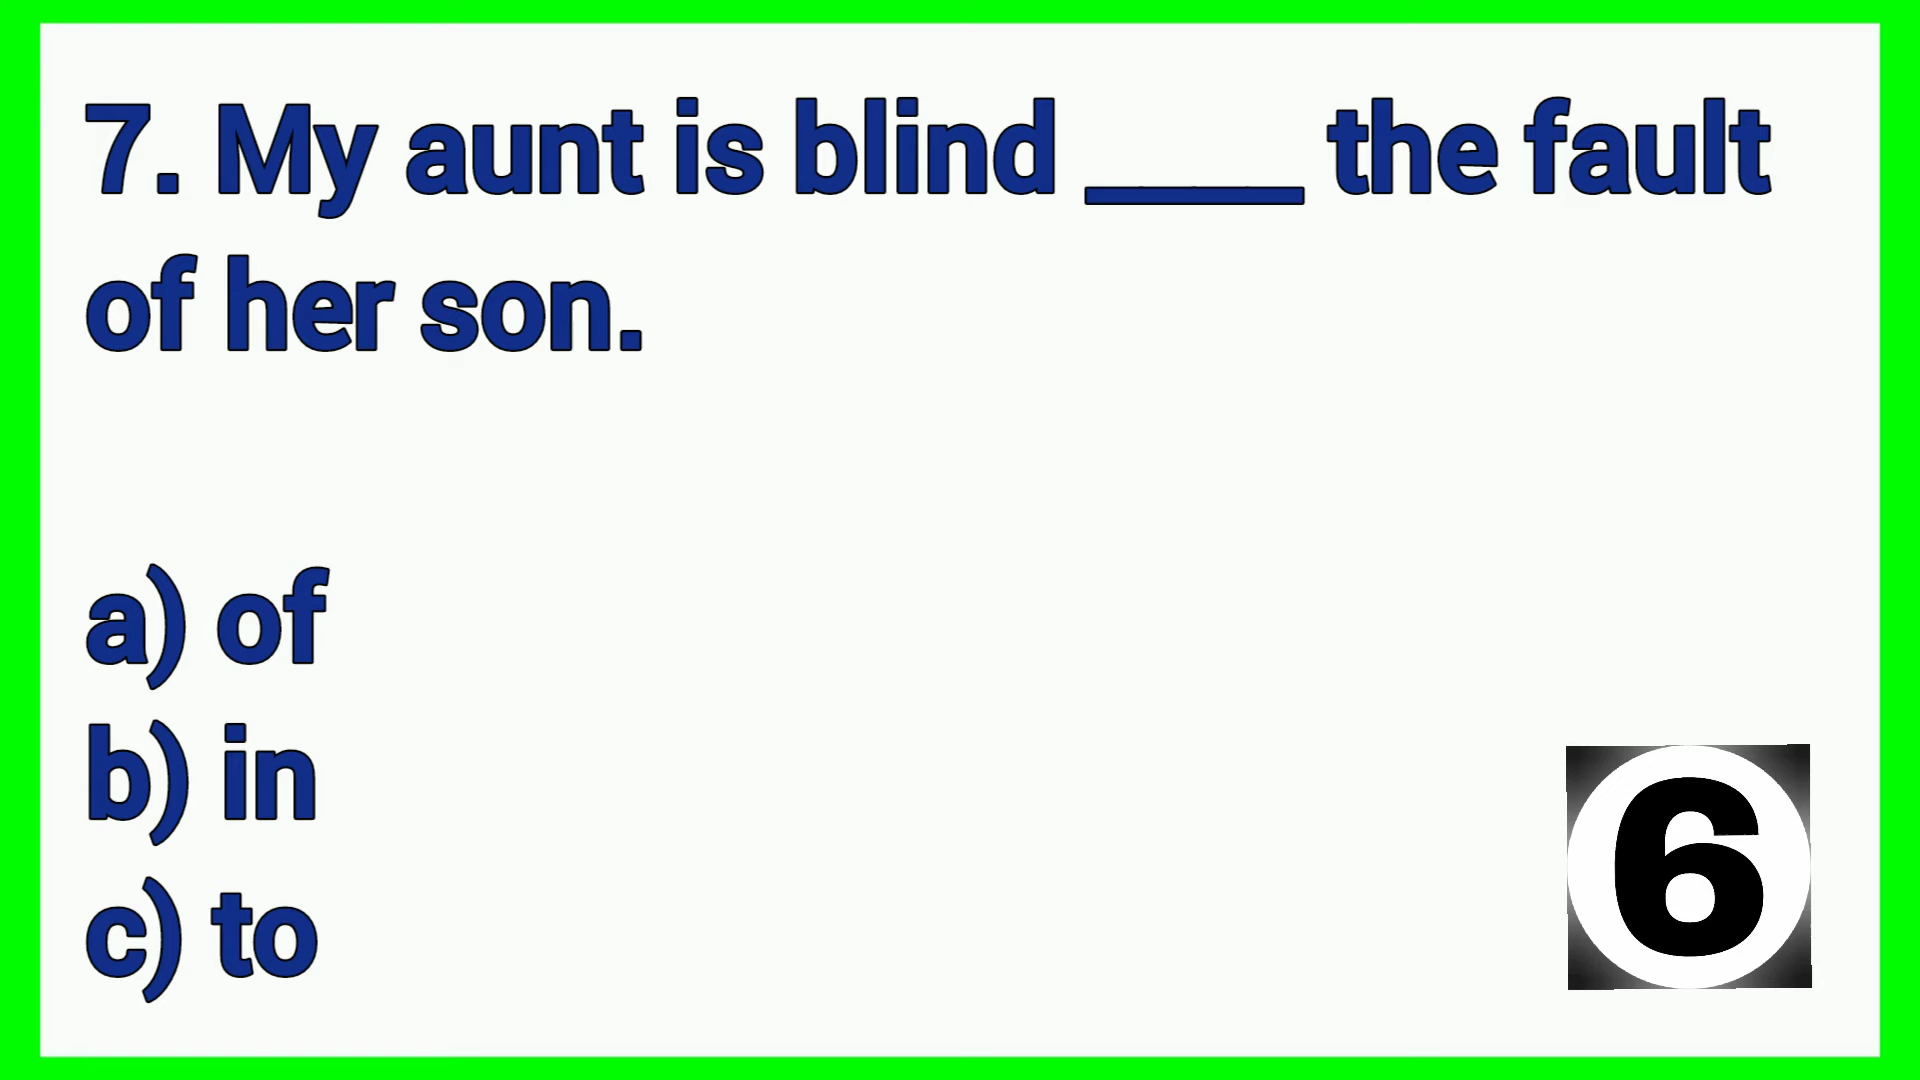 7. My aunt is blind ____ the fault
of her son.
a) of
b) in
c) to
6